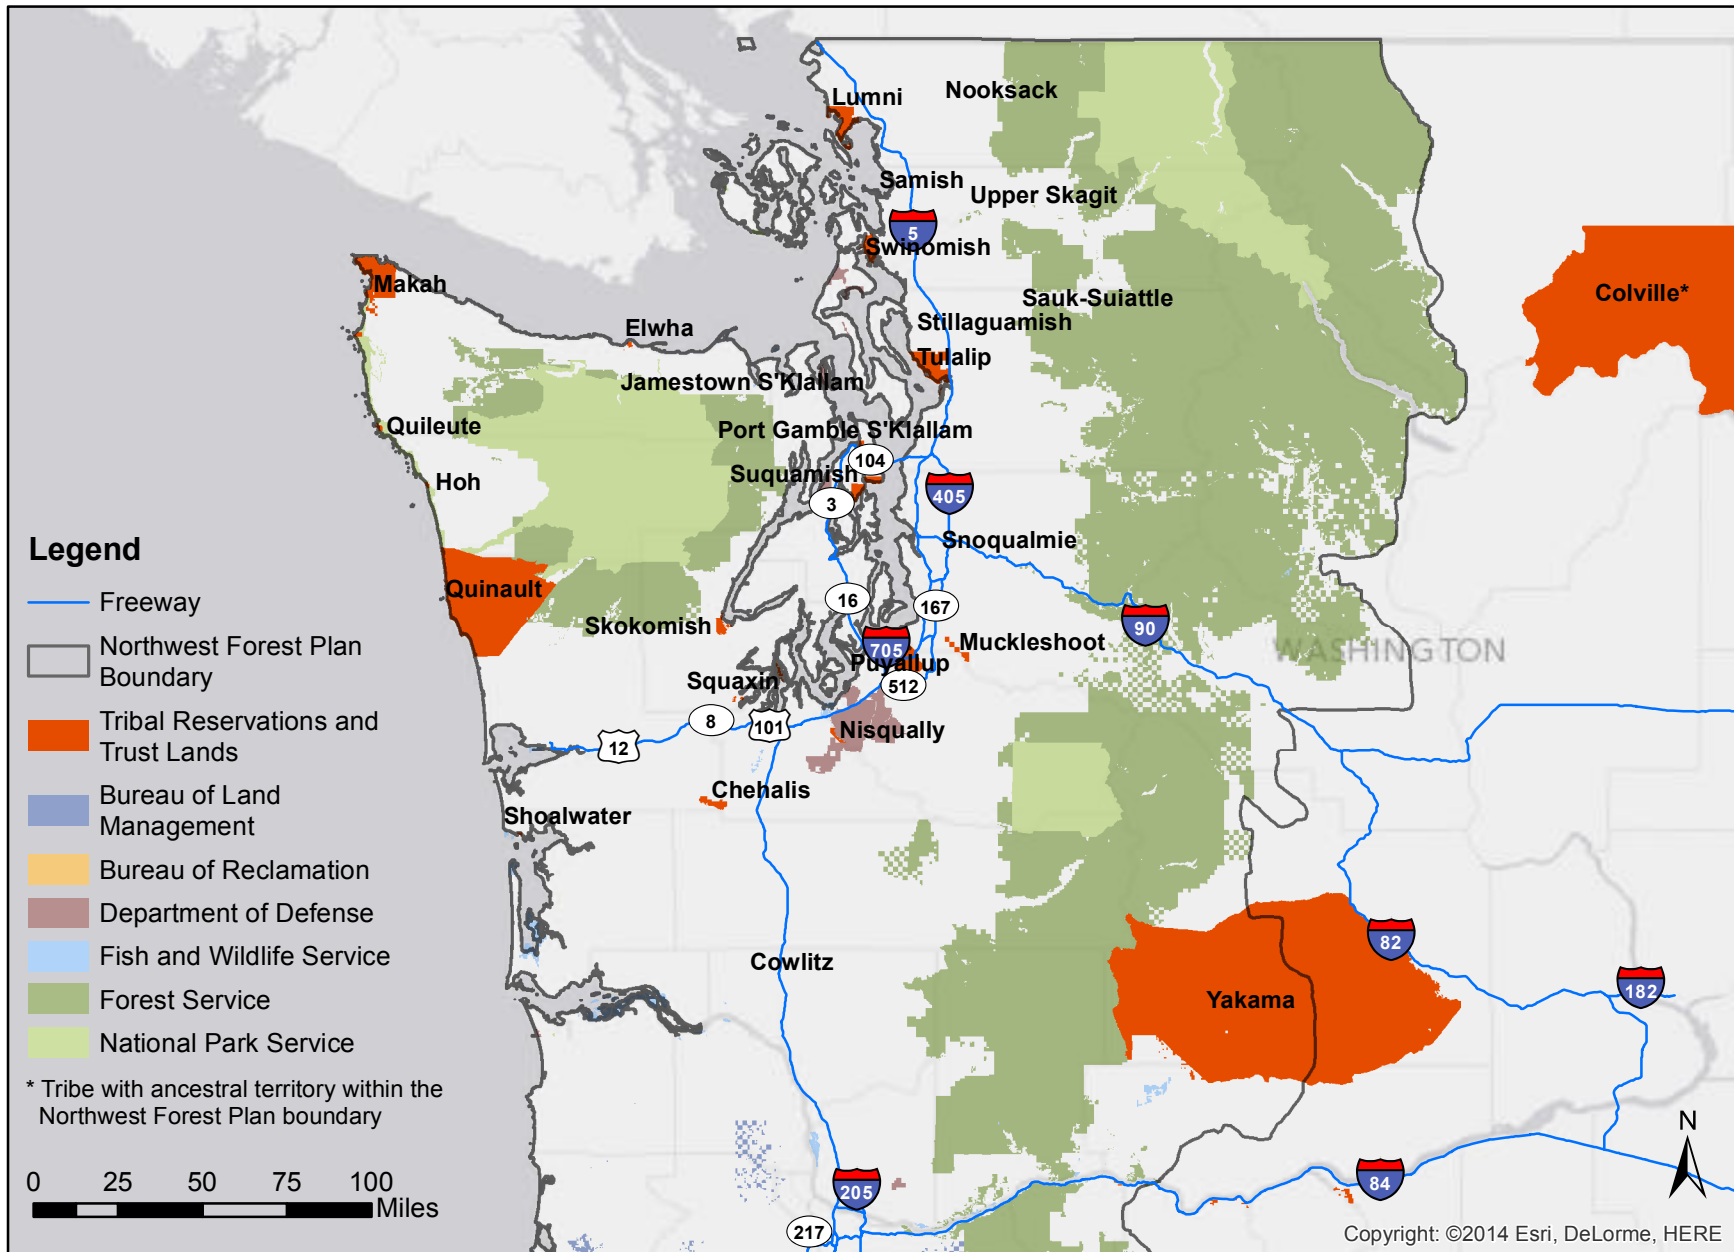 Lumni
Nooksack
Samish
Upper Skagit
5
Swinomish
Makah
Colville*
Sauk-Suiattle
Elwha
Stillaguamish
Tulalip
Jamestown S'Klallam
Quileute
Port Gamble S'Klallam
104
Suquamish
Hoh
3
405
Snoqualmie
Quinault
16
167
Skokomish
705
Muckleshoot
90
WASHINGTON
Puyallup
Squaxin
512
8
101
Nisqually
12
Chehalis
Shoalwater
82
Cowlitz
182
Yakama
205
84
217
Legend
Freeway
Northwest Forest Plan
Boundary
Tribal Reservations and
Trust Lands
Bureau of Land
Management
Bureau of Reclamation
Department of Defense
Fish and Wildlife Service
Forest Service
National Park Service
* Tribe with ancestral territory within the
Northwest Forest Plan boundary
0 25 50 75 100
Miles
N
Copyright: ©2014 Esri, DeLorme, HERE